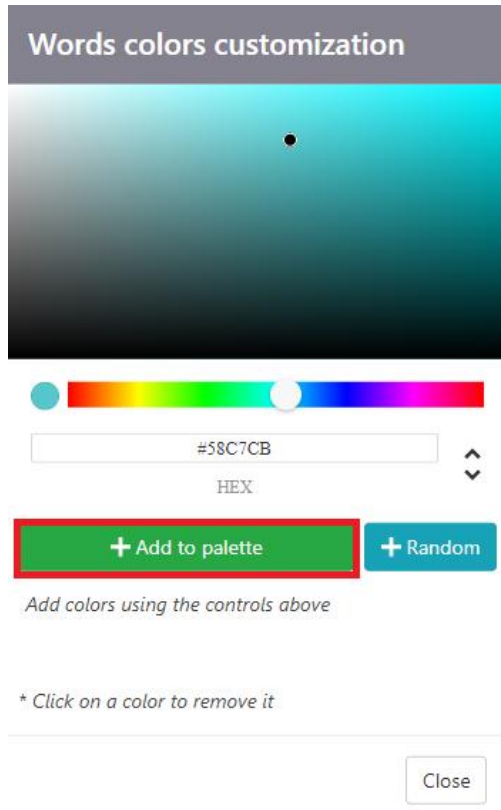 Words colors customization
#58C7CB
HEX
+ Add to palette
+ Random
Add colors using the controls above
* Click on a color to remove it
Close